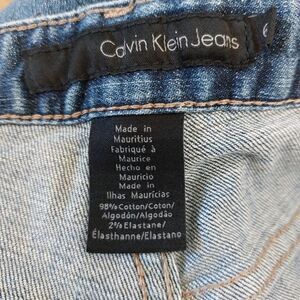 Calvin Klein Jeans
6
Made in
Mauritius
Fabriqué à
Maurice
Hecho en
Mauricio
Made in
Ilhas Maurícias
98% Cotton/Coton/
Algodón/Algodão
2% Elastane/
Élasthanne/Elastano